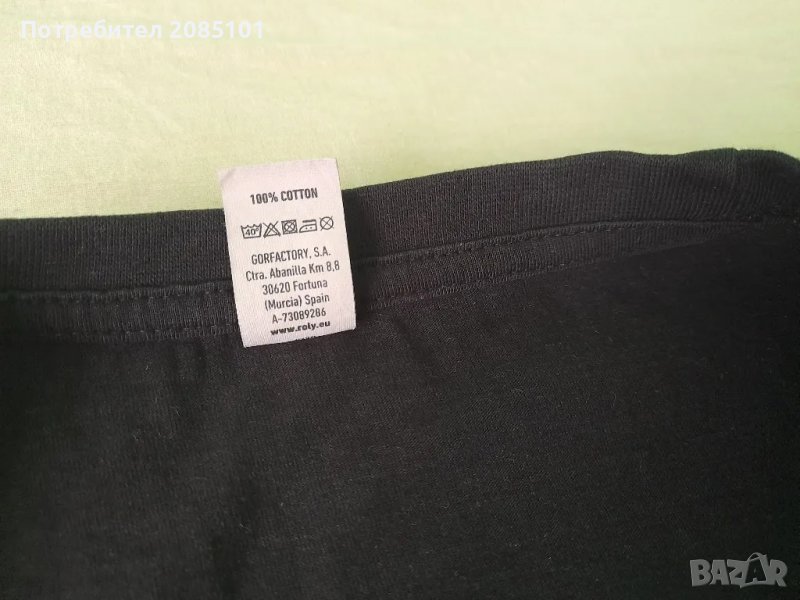 Потребител 2085101
100% COTTON
40°
GORFACTORY, S.A.
Ctra. Abanilla Km 8,8
30620 Fortuna
(Murcia) Spain
A-73089286
www.roly.eu
BAZAR